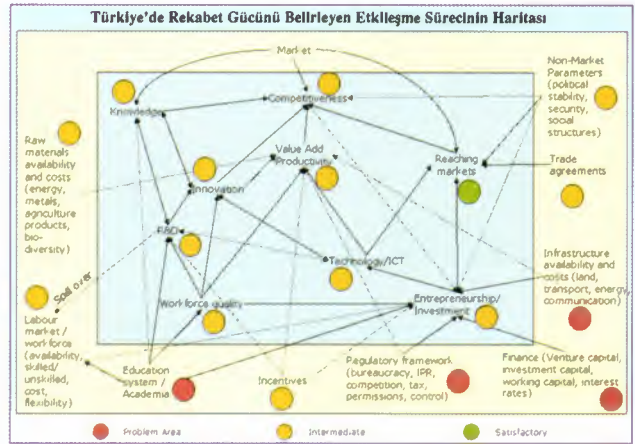 Türkiye'de Rekabet Gücünü Belirleyen Etkileşme Sürecinin Haritası
Market
Knowledge
Competitiveness
Non-Market
Parameters
(political
stability,
security,
social
structures)
Raw
materials
availability
and costs
(energy,
metals,
agriculture
products,
bio-
diversity)
Value Add
Productivity
Reaching
markets
Trade
agreements
Innovation
R&D
Technology/ICT
Infrastructure
availability and
costs (land,
transport, energy,
communication)
Spill over
Labour
market /
workforce
(availability,
skilled/
unskilled,
cost,
flexibility)
Workforce quality
Entrepreneurship/
Investment
Education
system /
Academia
Incentives
Regulatory framework
(bureaucracy, IPR,
competition, tax,
permissions, control)
Finance (Venture capital,
investment capital,
working capital, interest
rates)
Problem Area
Intermediate
Satisfactory